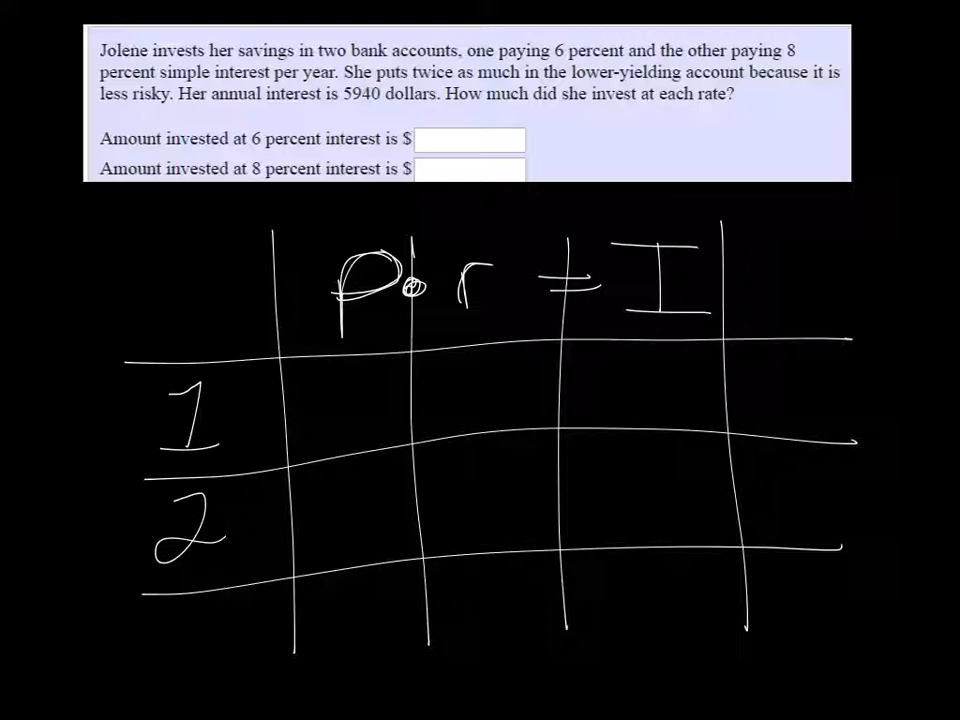 Jolene invests her savings in two bank accounts, one paying 6 percent and the other paying 8
percent simple interest per year. She puts twice as much in the lower-yielding account because it is
less risky. Her annual interest is 5940 dollars. How much did she invest at each rate?
Amount invested at 6 percent interest is $
Amount invested at 8 percent interest is $
P · r = I
1
2